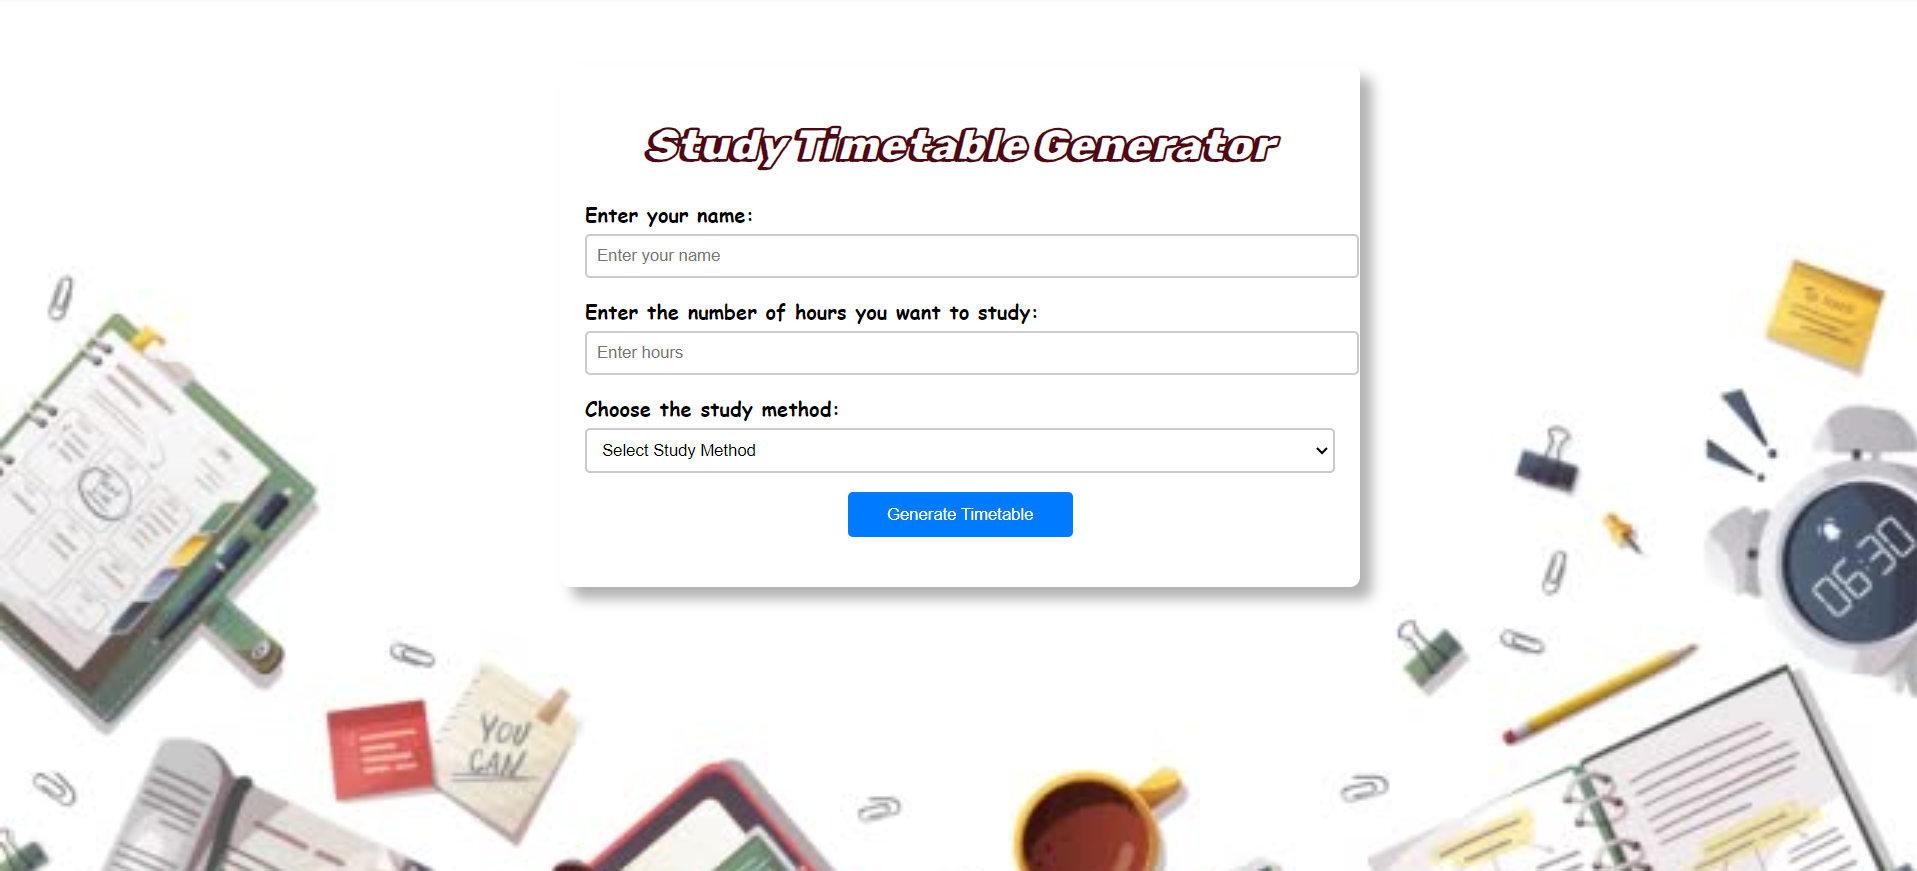 Study Timetable Generator
Enter your name:
Enter your name
Enter the number of hours you want to study:
Enter hours
Choose the study method:
Select Study Method
Generate Timetable
06:30
YOU
CAN